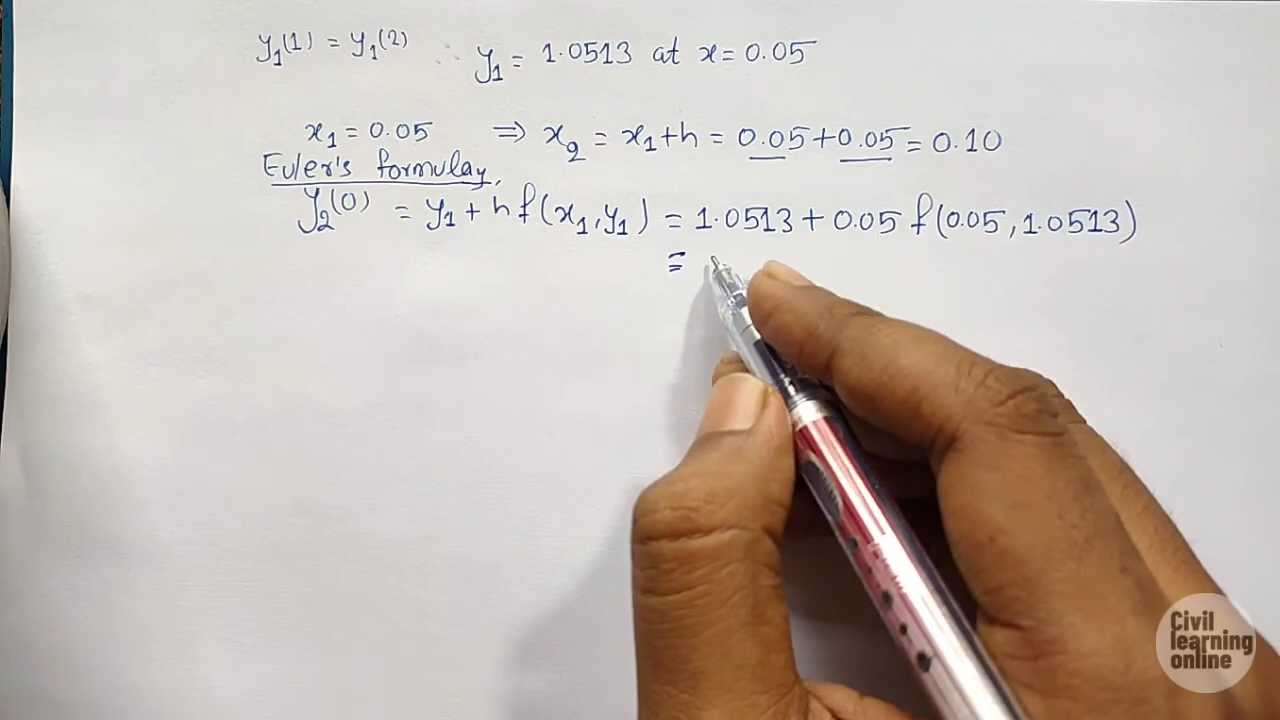 y₁(1) = y₁(2) ∴ y₁ = 1.0513 at x = 0.05
x₁ = 0.05 ⇒ x₂ = x₁+h = 0.05+0.05 = 0.10
Euler's formulay,
y₂(0) = y₁ + h f(x₁,y₁) = 1.0513 + 0.05 f(0.05, 1.0513)
=
Civil
learning
online